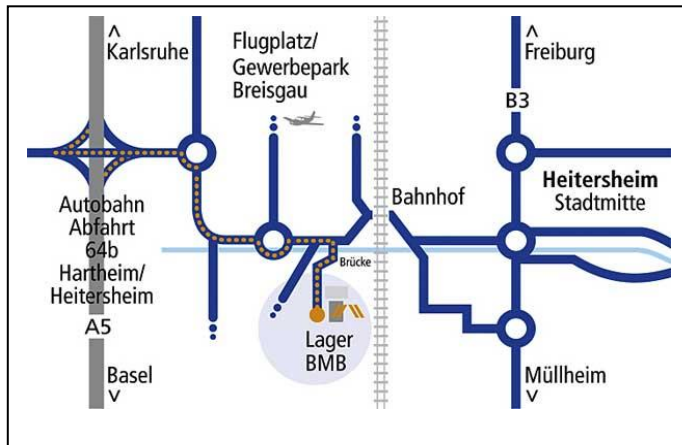 Karlsruhe
Flugplatz/
Gewerbepark
Breisgau
Freiburg
B3
Autobahn
Abfahrt
64b
Hartheim/
Heitersheim
Bahnhof
Heitersheim
Stadtmitte
Brücke
A5
Lager
BMB
Basel
Müllheim